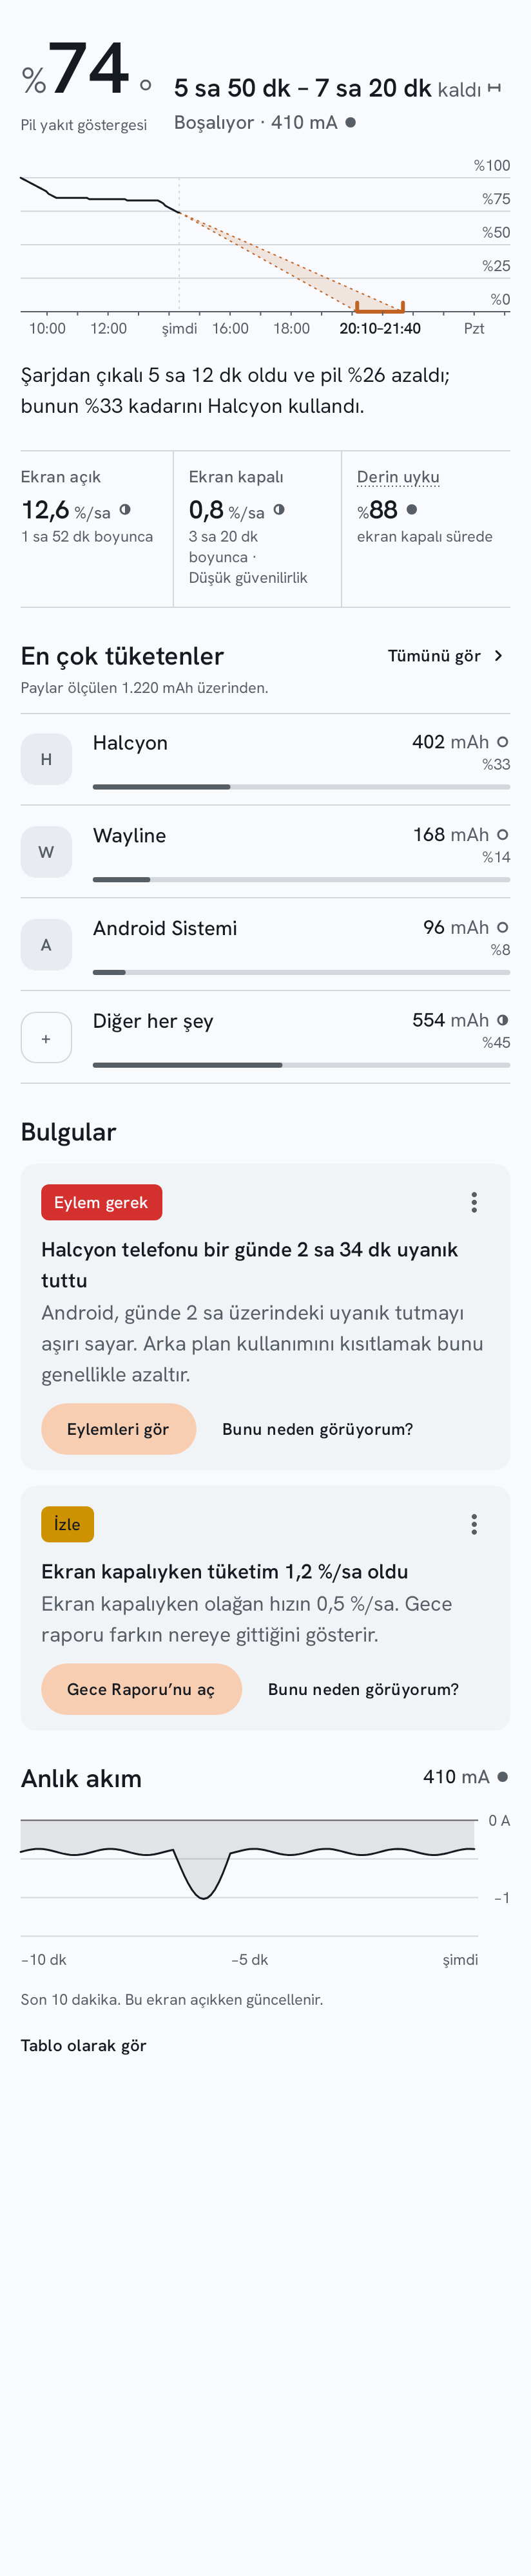 %74
Pil yakıt göstergesi
5 sa 50 dk – 7 sa 20 dk kaldı
Boşalıyor · 410 mA
%100
%75
%50
%25
%0
10:00 12:00 şimdi 16:00 18:00 20:10–21:40 Pzt
Şarjdan çıkalı 5 sa 12 dk oldu ve pil %26 azaldı;
bunun %33 kadarını Halcyon kullandı.
Ekran açık
12,6 %/sa
1 sa 52 dk boyunca
Ekran kapalı
0,8 %/sa
3 sa 20 dk
boyunca ·
Düşük güvenilirlik
Derin uyku
%88
ekran kapalı sürede
En çok tüketenler
Tümünü gör
Paylar ölçülen 1.220 mAh üzerinden.
H
Halcyon
402 mAh
%33
W
Wayline
168 mAh
%14
A
Android Sistemi
96 mAh
%8
+
Diğer her şey
554 mAh
%45
Bulgular
Eylem gerek
Halcyon telefonu bir günde 2 sa 34 dk uyanık
tuttu
Android, günde 2 sa üzerindeki uyanık tutmayı
aşırı sayar. Arka plan kullanımını kısıtlamak bunu
genellikle azaltır.
Eylemleri gör
Bunu neden görüyorum?
İzle
Ekran kapalıyken tüketim 1,2 %/sa oldu
Ekran kapalıyken olağan hızın 0,5 %/sa. Gece
raporu farkın nereye gittiğini gösterir.
Gece Raporu’nu aç
Bunu neden görüyorum?
Anlık akım
410 mA
0 A
−1
−10 dk −5 dk şimdi
Son 10 dakika. Bu ekran açıkken güncellenir.
Tablo olarak gör